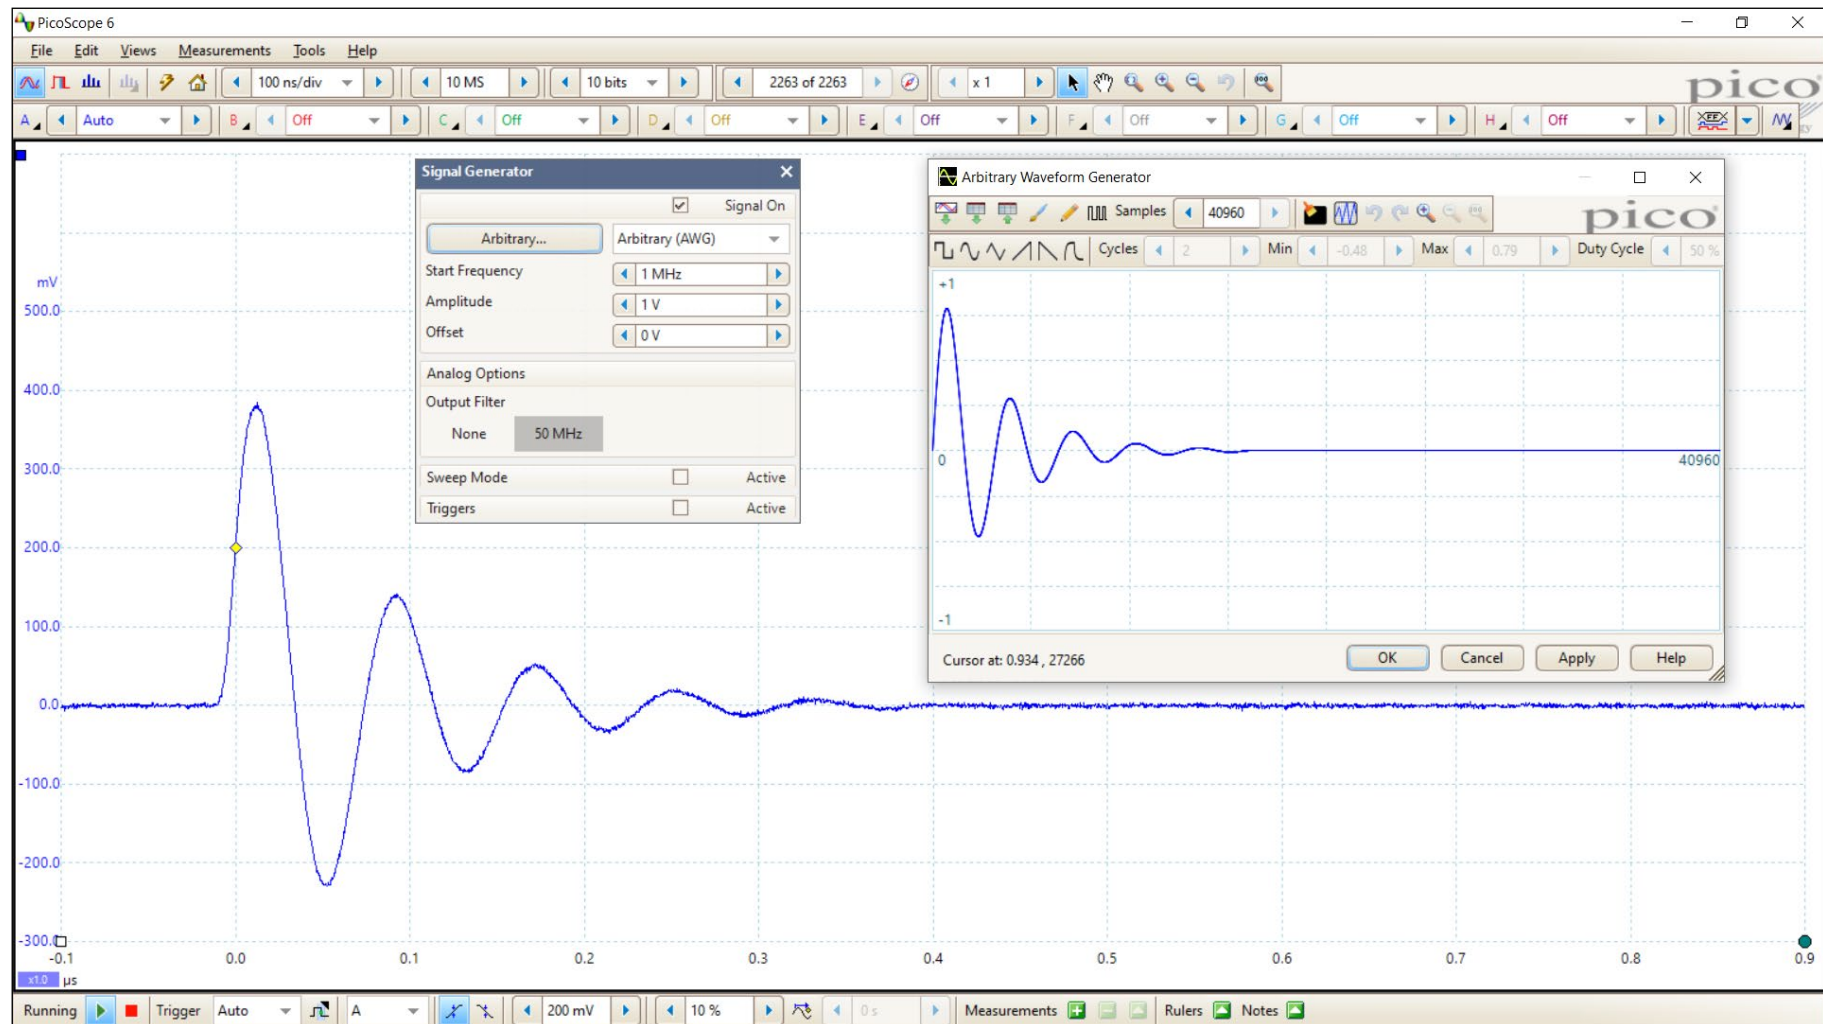 PicoScope 6
File Edit Views Measurements Tools Help
100 ns/div 10 MS 10 bits 2263 of 2263 x 1 pico
A Auto B Off C Off D Off E Off F Off G Off H Off
Signal Generator
Signal On
Arbitrary... Arbitrary (AWG)
Start Frequency 1 MHz
Amplitude 1 V
Offset 0 V
Analog Options
Output Filter
None 50 MHz
Sweep Mode Active
Triggers Active
Arbitrary Waveform Generator
Samples 40960 pico
Cycles 2 Min -0.48 Max 0.79 Duty Cycle 50 %
+1
0 40960
-1
Cursor at: 0.934 , 27266 OK Cancel Apply Help
mV
500.0
400.0
300.0
200.0
100.0
0.0
-100.0
-200.0
-300.0
-0.1 0.0 0.1 0.2 0.3 0.4 0.5 0.6 0.7 0.8 0.9
x1.0 µs
Running Trigger Auto A 200 mV 10 % 0 s Measurements Rulers Notes